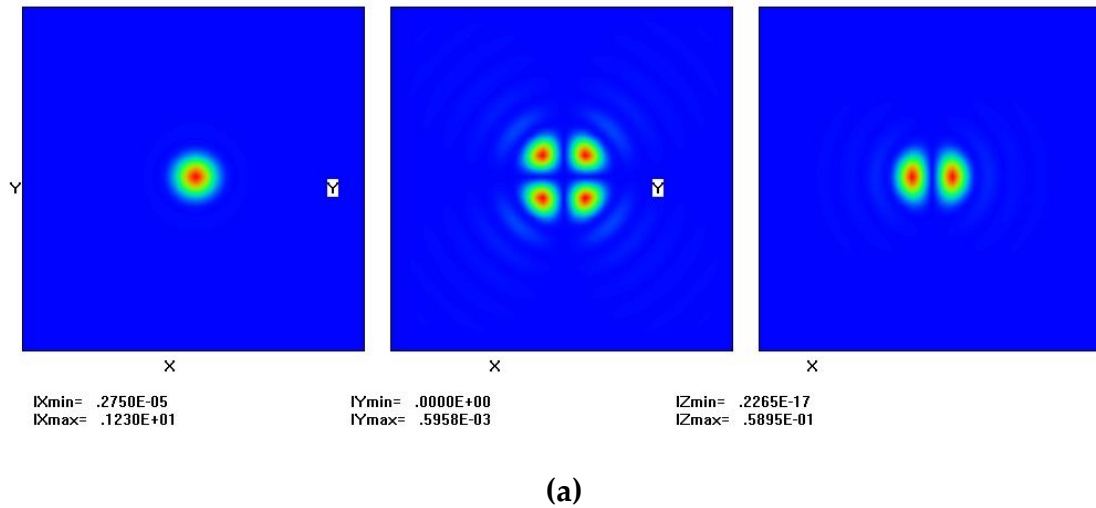 Y Y Y
X X X
IXmin= .2750E-05 IYmin= .0000E+00 IZmin= .2265E-17
IXmax= .1230E+01 IYmax= .5958E-03 IZmax= .5895E-01
(a)